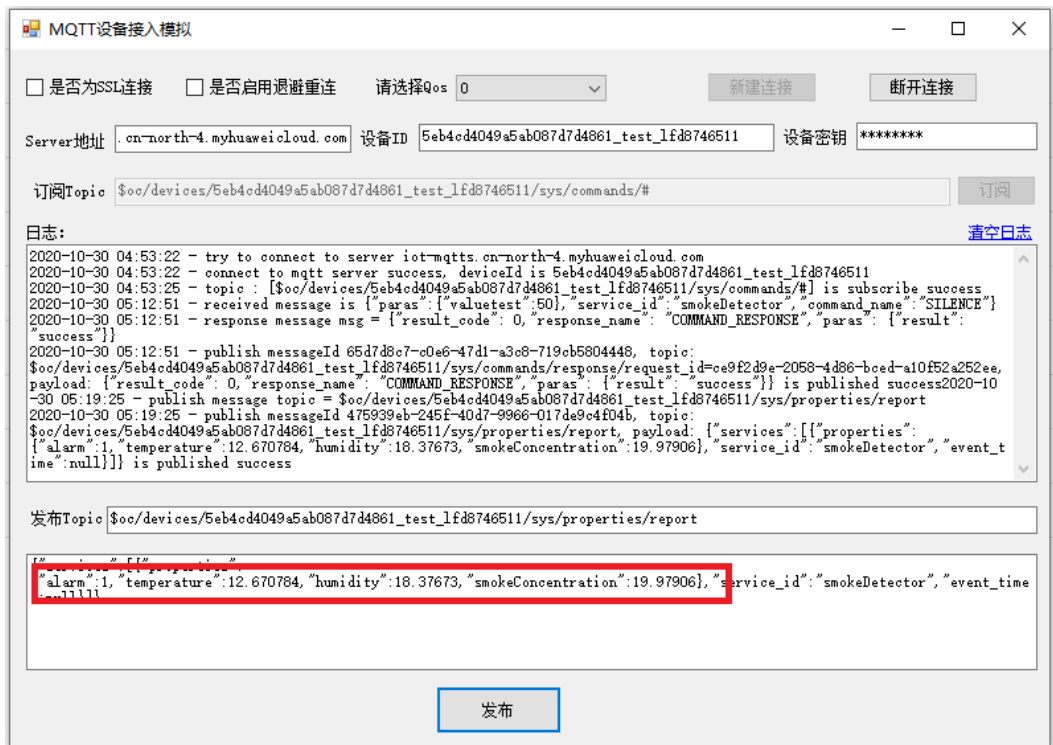 MQTT设备接入模拟
是否为SSL连接 是否启用退避重连 请选择Qos 0 新建连接 断开连接
Server地址 .cn-north-4.myhuaweicloud.com 设备ID 5eb4cd4049a5ab087d7d4861_test_lfd8746511 设备密钥 ********
订阅Topic $oc/devices/5eb4cd4049a5ab087d7d4861_test_lfd8746511/sys/commands/# 订阅
日志: 清空日志
2020-10-30 04:53:22 - try to connect to server iot-mqtts.cn-north-4.myhuaweicloud.com
2020-10-30 04:53:22 - connect to mqtt server success, deviceId is 5eb4cd4049a5ab087d7d4861_test_lfd8746511
2020-10-30 04:53:25 - topic : [$oc/devices/5eb4cd4049a5ab087d7d4861_test_lfd8746511/sys/commands/#] is subscribe success
2020-10-30 05:12:51 - received message is {"paras":{"valuetest":50},"service_id":"smokeDetector","command_name":"SILENCE"}
2020-10-30 05:12:51 - response message msg = {"result_code": 0,"response_name": "COMMAND_RESPONSE","paras": {"result":
"success"}}
2020-10-30 05:12:51 - publish messageId 65d7d8c7-c0e6-47d1-a3c8-719cb5804448, topic:
$oc/devices/5eb4cd4049a5ab087d7d4861_test_lfd8746511/sys/commands/response/request_id=ce9f2d9e-2058-4d86-bced-a10f52a252ee,
payload: {"result_code": 0,"response_name": "COMMAND_RESPONSE","paras": {"result": "success"}} is published success2020-10
-30 05:19:25 - publish message topic = $oc/devices/5eb4cd4049a5ab087d7d4861_test_lfd8746511/sys/properties/report
2020-10-30 05:19:25 - publish messageId 475939eb-245f-40d7-9966-017de9c4f04b, topic:
$oc/devices/5eb4cd4049a5ab087d7d4861_test_lfd8746511/sys/properties/report, payload: {"services":[{"properties":
{"alarm":1,"temperature":12.670784,"humidity":18.37673,"smokeConcentration":19.97906},"service_id":"smokeDetector","event_t
ime":null}]} is published success
发布Topic $oc/devices/5eb4cd4049a5ab087d7d4861_test_lfd8746511/sys/properties/report
{"services":[{"properties":
"alarm":1,"temperature":12.670784,"humidity":18.37673,"smokeConcentration":19.97906},"service_id":"smokeDetector","event_time
":null}]}
发布